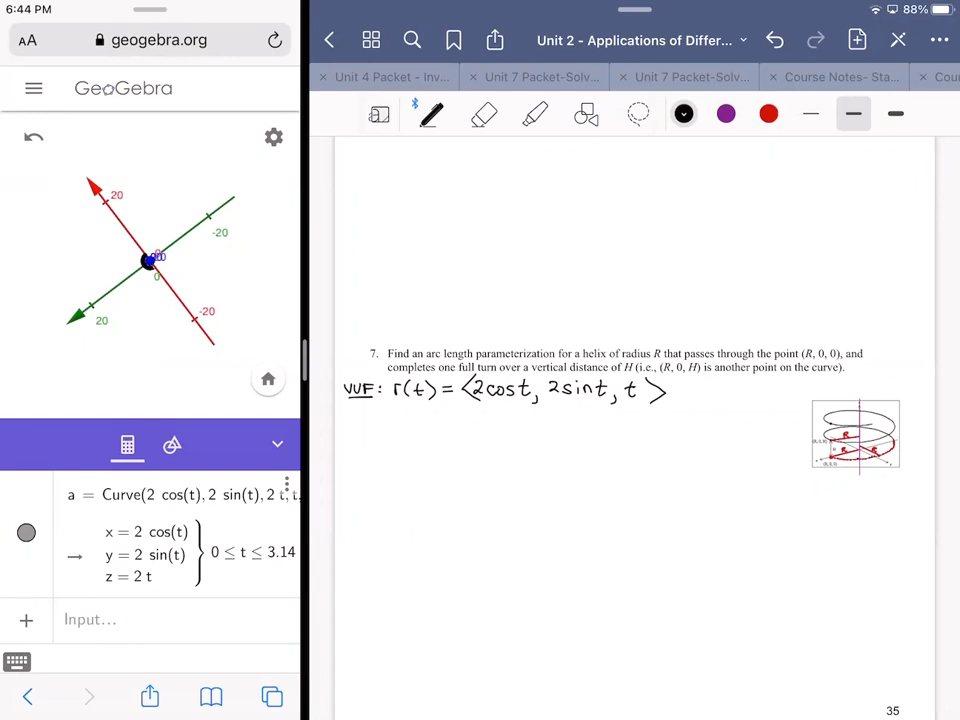 6:44 PM
88%
AA geogebra.org
Unit 2 - Applications of Differ...
× Unit 4 Packet - Inv...
× Unit 7 Packet-Solv...
× Unit 7 Packet-Solv...
× Course Notes- Sta...
× Cou
GeoGebra
20
-20
0
20
-20
7. Find an arc length parameterization for a helix of radius R that passes through the point (R, 0, 0), and
completes one full turn over a vertical distance of H (i.e., (R, 0, H) is another point on the curve).
VVF: r(t) = <2cost, 2sint, t >
R
R
R
a = Curve(2 cos(t), 2 sin(t), 2 t, t,
x = 2 cos(t)
→ y = 2 sin(t) 0 ≤ t ≤ 3.14
z = 2 t
+ Input...
35